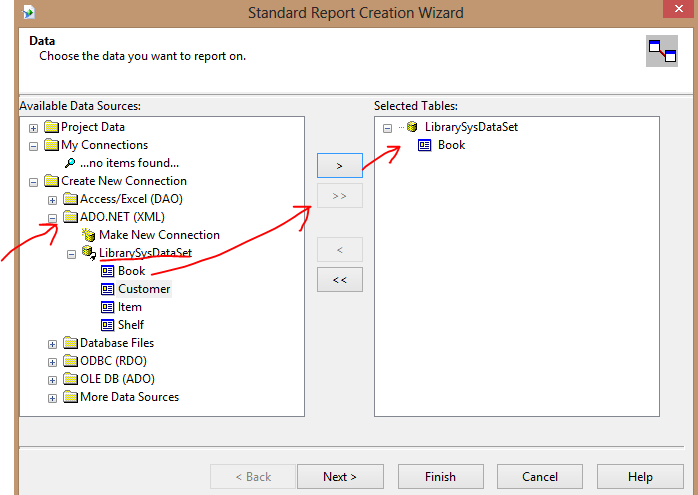 Standard Report Creation Wizard
x
Data
Choose the data you want to report on.
Available Data Sources:
Selected Tables:
Project Data
My Connections
...no items found...
Create New Connection
Access/Excel (DAO)
ADO.NET (XML)
Make New Connection
LibrarySysDataSet
Book
Customer
Item
Shelf
Database Files
ODBC (RDO)
OLE DB (ADO)
More Data Sources
>
>>
<
<<
LibrarySysDataSet
Book
< Back
Next >
Finish
Cancel
Help